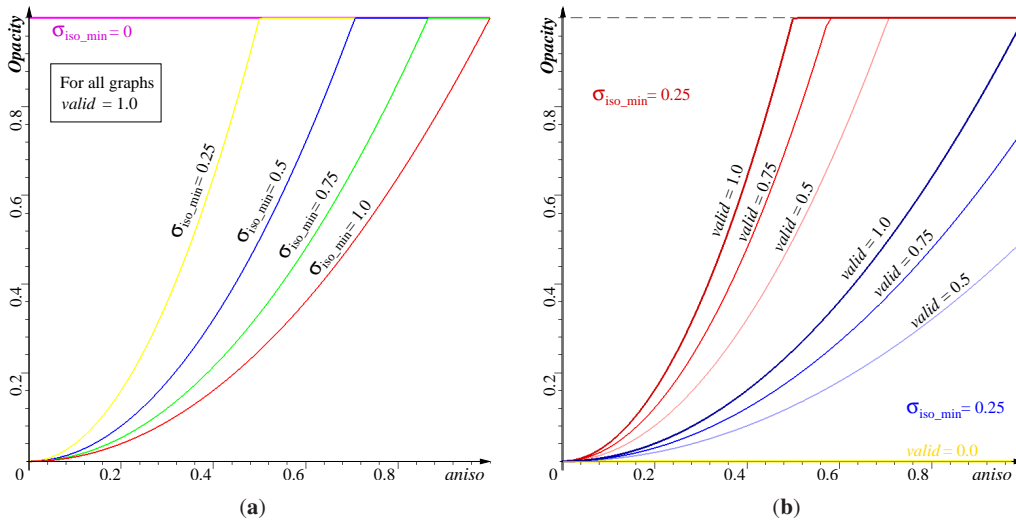 Opacity
σiso_min = 0
For all graphs
valid = 1.0
0.8
0.6
0.4
0.2
σiso_min = 0.25
σiso_min = 0.5
σiso_min = 0.75
σiso_min = 1.0
0
0.2
0.4
0.6
0.8
aniso
(a)
Opacity
σiso_min = 0.25
0.8
0.6
0.4
0.2
valid = 1.0
valid = 0.75
valid = 0.5
valid = 1.0
valid = 0.75
valid = 0.5
σiso_min = 0.25
valid = 0.0
0
0.2
0.4
0.6
0.8
aniso
(b)